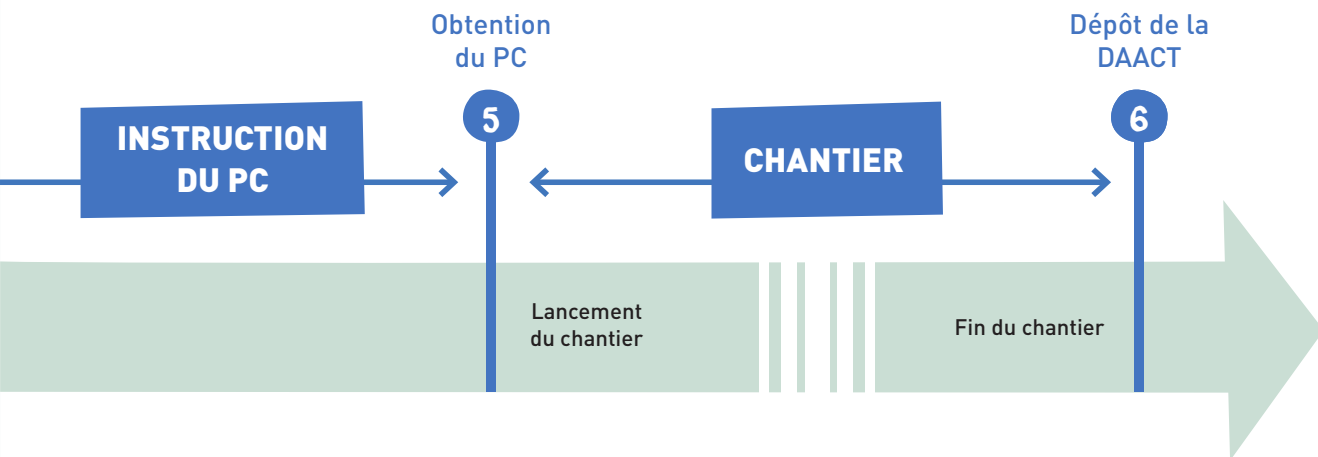 Obtention
du PC
Dépôt de la
DAACT
INSTRUCTION
DU PC
5
CHANTIER
6
Lancement
du chantier
Fin du chantier